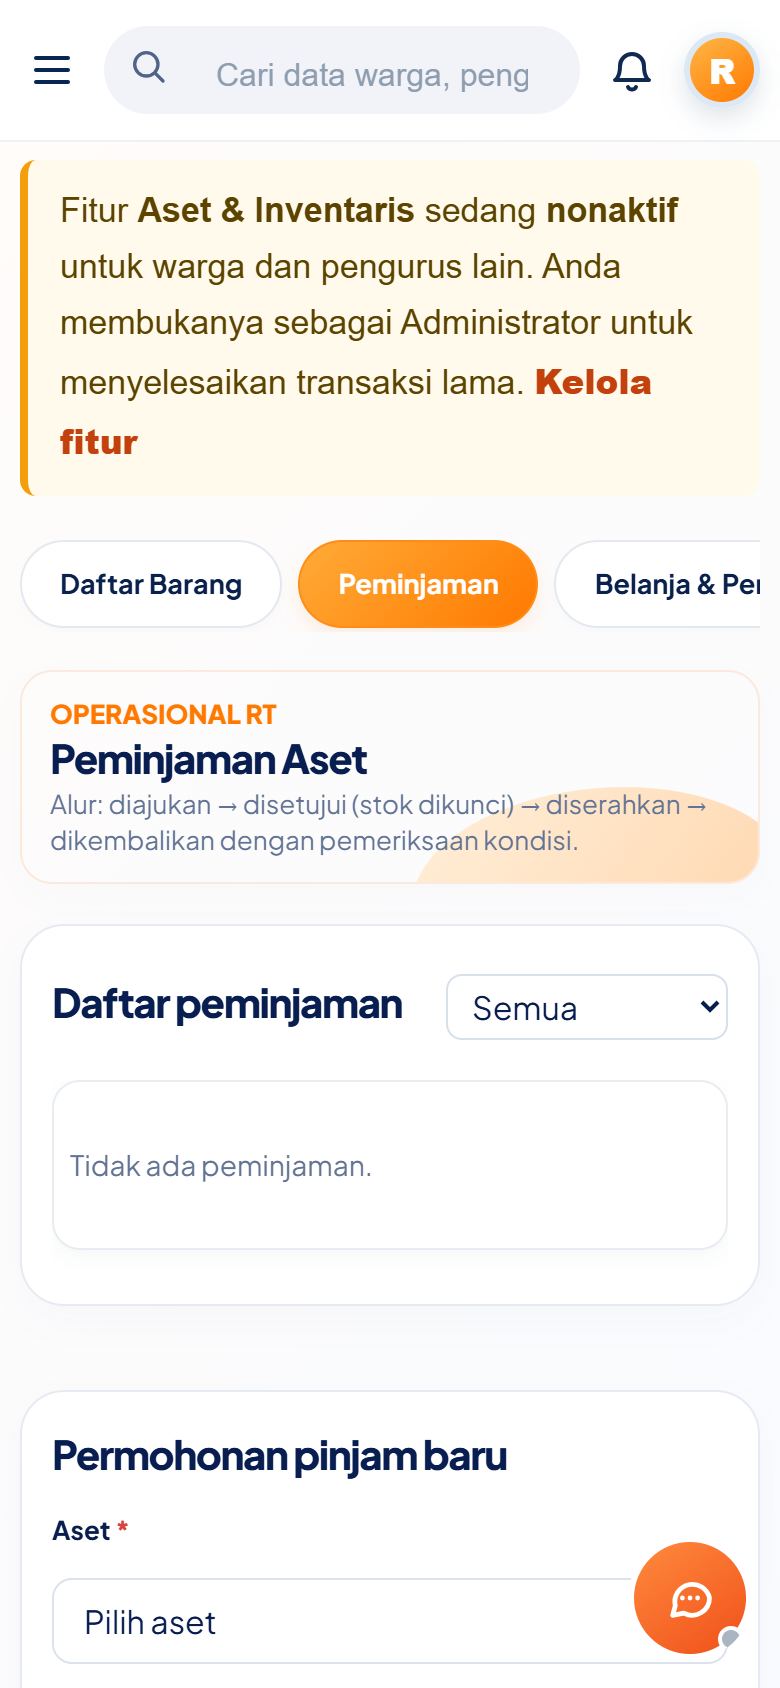 Cari data warga, peng
R
Fitur Aset & Inventaris sedang nonaktif
untuk warga dan pengurus lain. Anda
membukanya sebagai Administrator untuk
menyelesaikan transaksi lama. Kelola
fitur
Daftar Barang
Peminjaman
Belanja & Per
OPERASIONAL RT
Peminjaman Aset
Alur: diajukan → disetujui (stok dikunci) → diserahkan →
dikembalikan dengan pemeriksaan kondisi.
Daftar peminjaman
Semua
Tidak ada peminjaman.
Permohonan pinjam baru
Aset *
Pilih aset